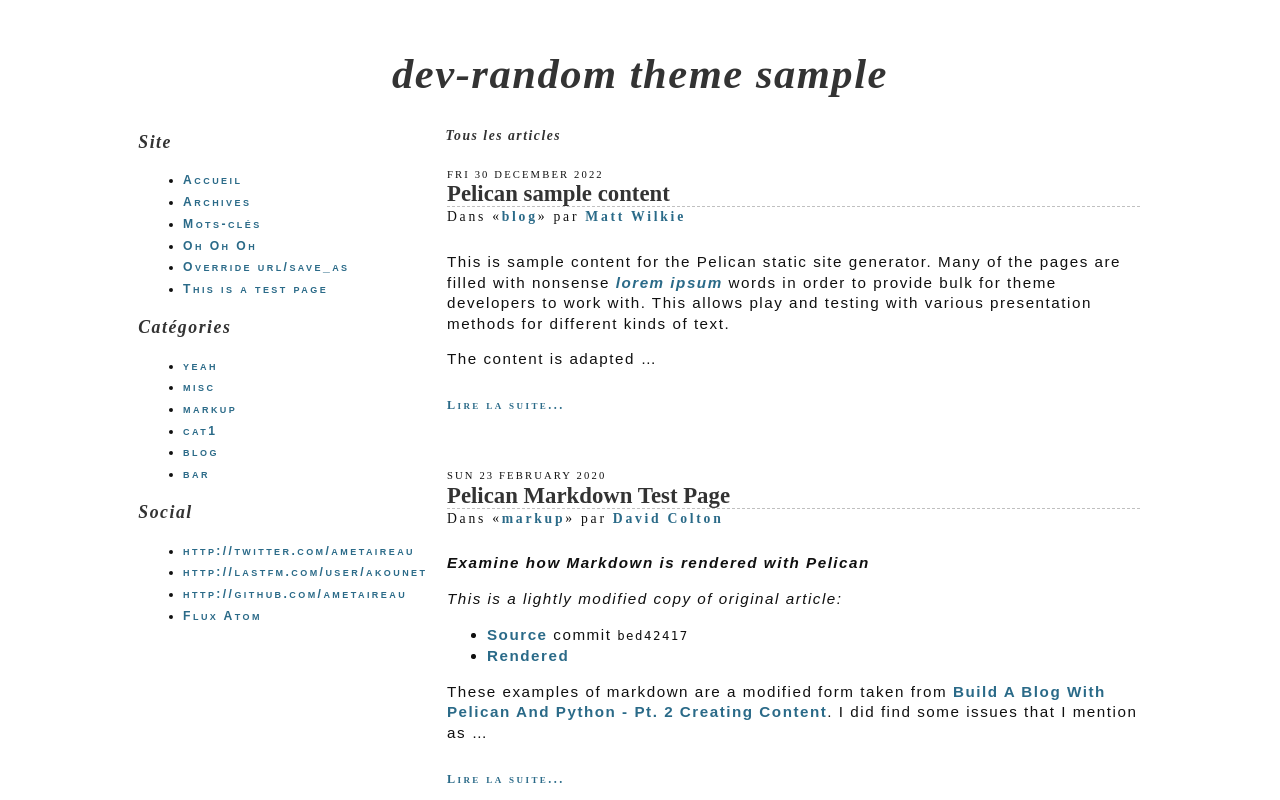 dev-random theme sample
Site
Accueil
Archives
Mots-clés
Oh Oh Oh
Override url/save_as
This is a test page
Catégories
yeah
misc
markup
cat1
blog
bar
Social
http://twitter.com/ametaireau
http://lastfm.com/user/akounet
http://github.com/ametaireau
Flux Atom
Tous les articles
FRI 30 DECEMBER 2022
Pelican sample content
Dans «blog» par Matt Wilkie
This is sample content for the Pelican static site generator. Many of the pages are
filled with nonsense lorem ipsum words in order to provide bulk for theme
developers to work with. This allows play and testing with various presentation
methods for different kinds of text.
The content is adapted …
Lire la suite...
SUN 23 FEBRUARY 2020
Pelican Markdown Test Page
Dans «markup» par David Colton
Examine how Markdown is rendered with Pelican
This is a lightly modified copy of original article:
Source commit bed42417
Rendered
These examples of markdown are a modified form taken from Build A Blog With
Pelican And Python - Pt. 2 Creating Content. I did find some issues that I mention
as …
Lire la suite...